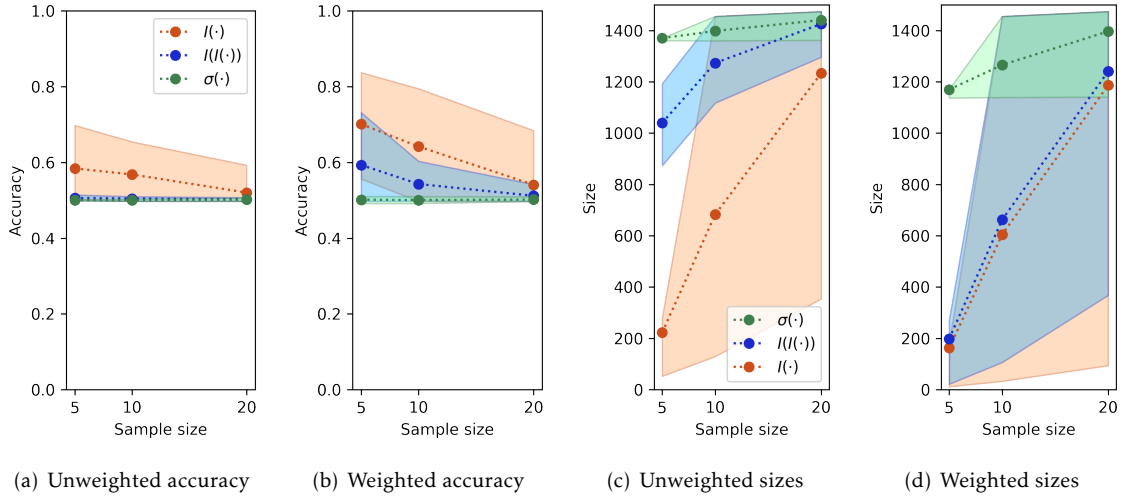 1.0
0.8
0.6
0.4
0.2
0.0
Accuracy
5
10
20
Sample size
I(·)
I(I(·))
σ(·)
(a) Unweighted accuracy
1.0
0.8
0.6
0.4
0.2
0.0
Accuracy
5
10
20
Sample size
(b) Weighted accuracy
1400
1200
1000
800
600
400
200
0
Size
5
10
20
Sample size
σ(·)
I(I(·))
I(·)
(c) Unweighted sizes
1400
1200
1000
800
600
400
200
0
Size
5
10
20
Sample size
(d) Weighted sizes